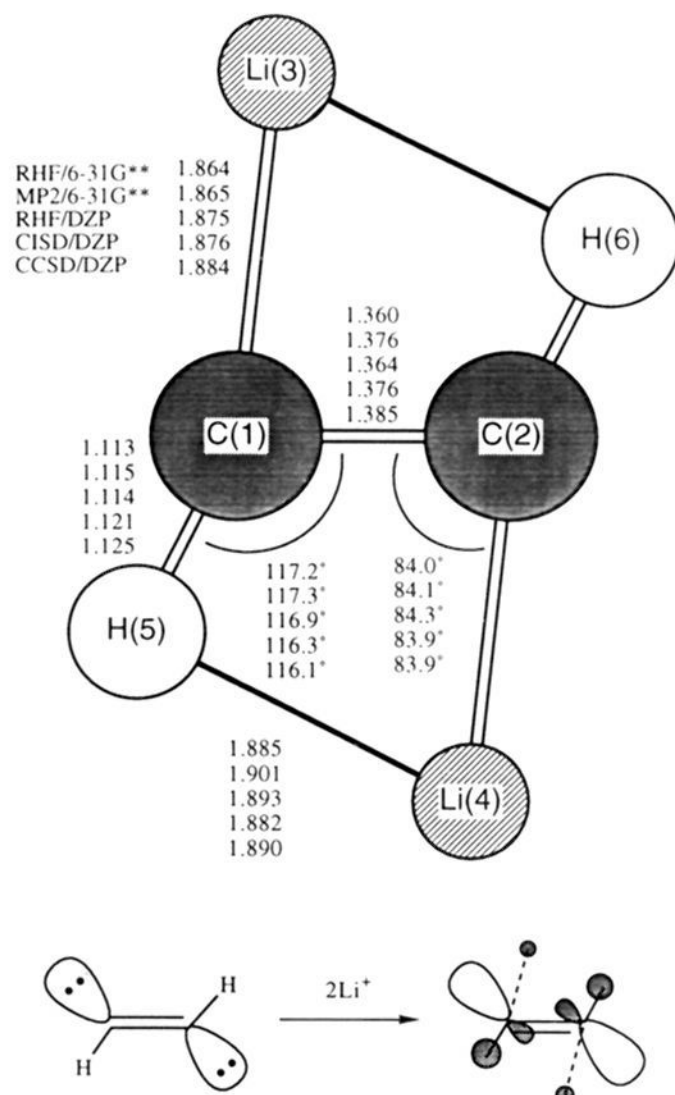 Li(3)
RHF/6-31G** 1.864
MP2/6-31G** 1.865
RHF/DZP 1.875
CISD/DZP 1.876
CCSD/DZP 1.884
H(6)
1.360
1.376
1.364
1.376
1.385
C(1)
C(2)
1.113
1.115
1.114
1.121
1.125
117.2°
117.3°
116.9°
116.3°
116.1°
84.0°
84.1°
84.3°
83.9°
83.9°
H(5)
1.885
1.901
1.893
1.882
1.890
Li(4)
H
H
2Li⁺